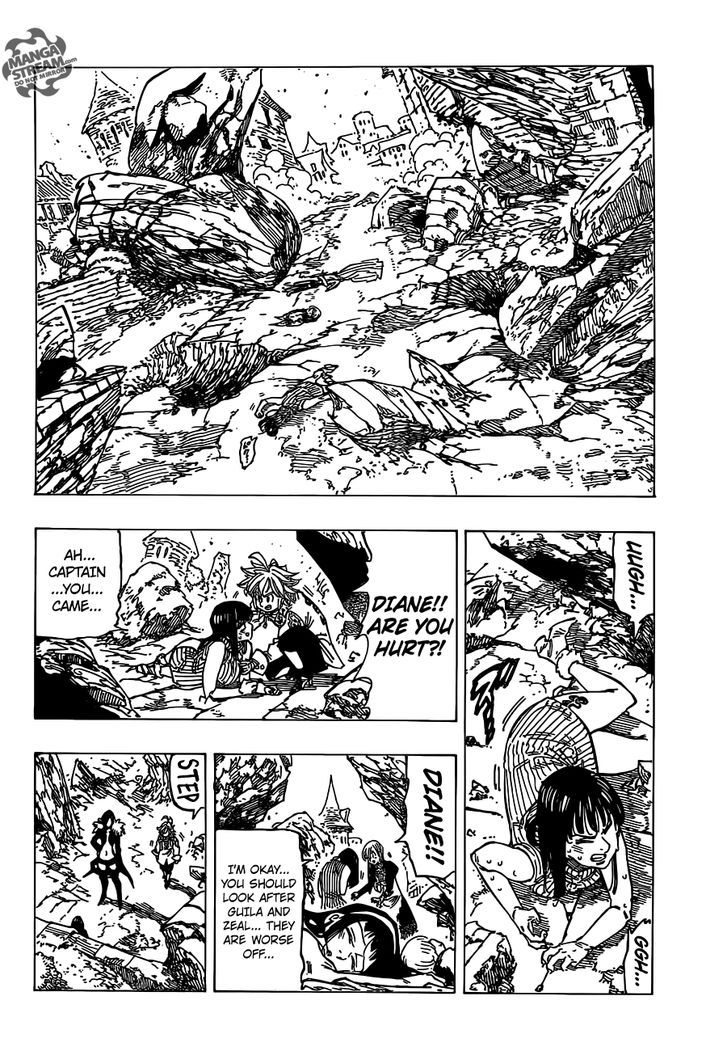 MANGA
STREAM.com
DO NOT MIRROR
UUGH...
GGH...
DIANE!!
ARE YOU
HURT?!
AH...
CAPTAIN
...YOU
CAME...
DIANE!!
I'M OKAY...
YOU SHOULD
LOOK AFTER
GUILA AND
ZEAL... THEY
ARE WORSE
OFF...
STEP